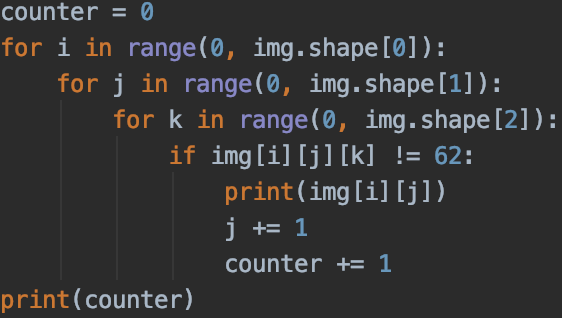 counter = 0
for i in range(0, img.shape[0]):
    for j in range(0, img.shape[1]):
        for k in range(0, img.shape[2]):
            if img[i][j][k] != 62:
                print(img[i][j])
                j += 1
                counter += 1
print(counter)